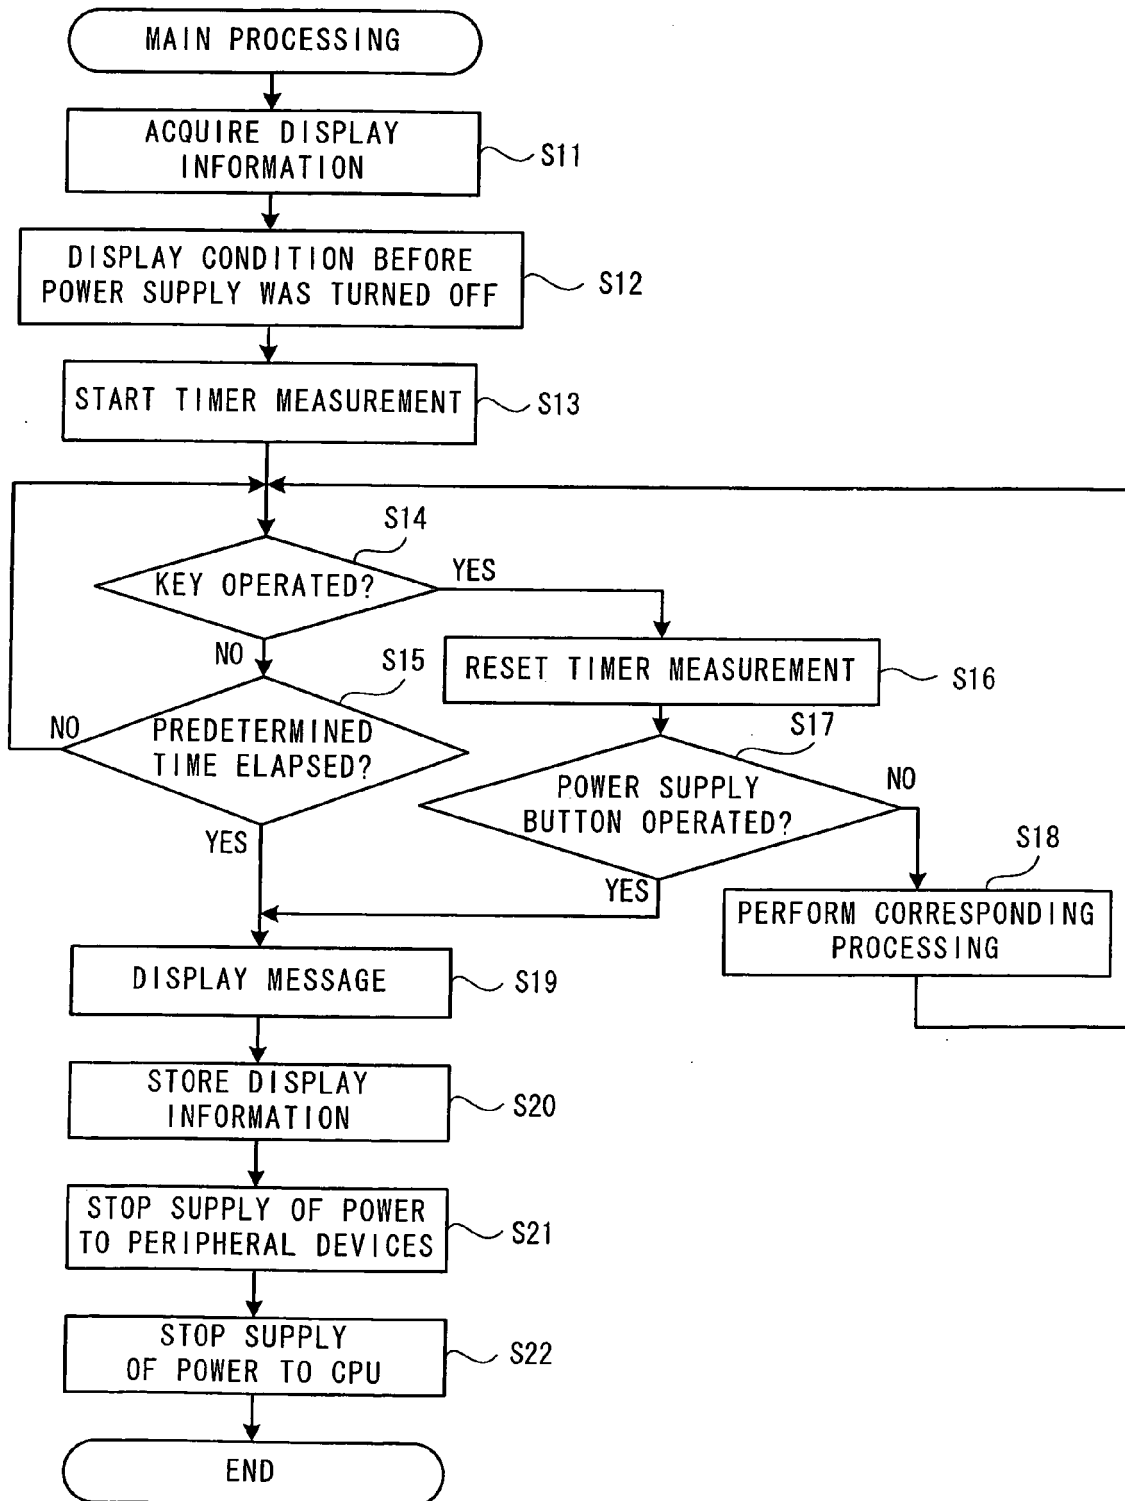 MAIN PROCESSING
ACQUIRE DISPLAY
INFORMATION
S11
DISPLAY CONDITION BEFORE
POWER SUPPLY WAS TURNED OFF
S12
START TIMER MEASUREMENT
S13
S14
KEY OPERATED?
YES
NO
S15
PREDETERMINED
TIME ELAPSED?
NO
YES
RESET TIMER MEASUREMENT
S16
S17
POWER SUPPLY
BUTTON OPERATED?
NO
YES
S18
PERFORM CORRESPONDING
PROCESSING
DISPLAY MESSAGE
S19
STORE DISPLAY
INFORMATION
S20
STOP SUPPLY OF POWER
TO PERIPHERAL DEVICES
S21
STOP SUPPLY
OF POWER TO CPU
S22
END